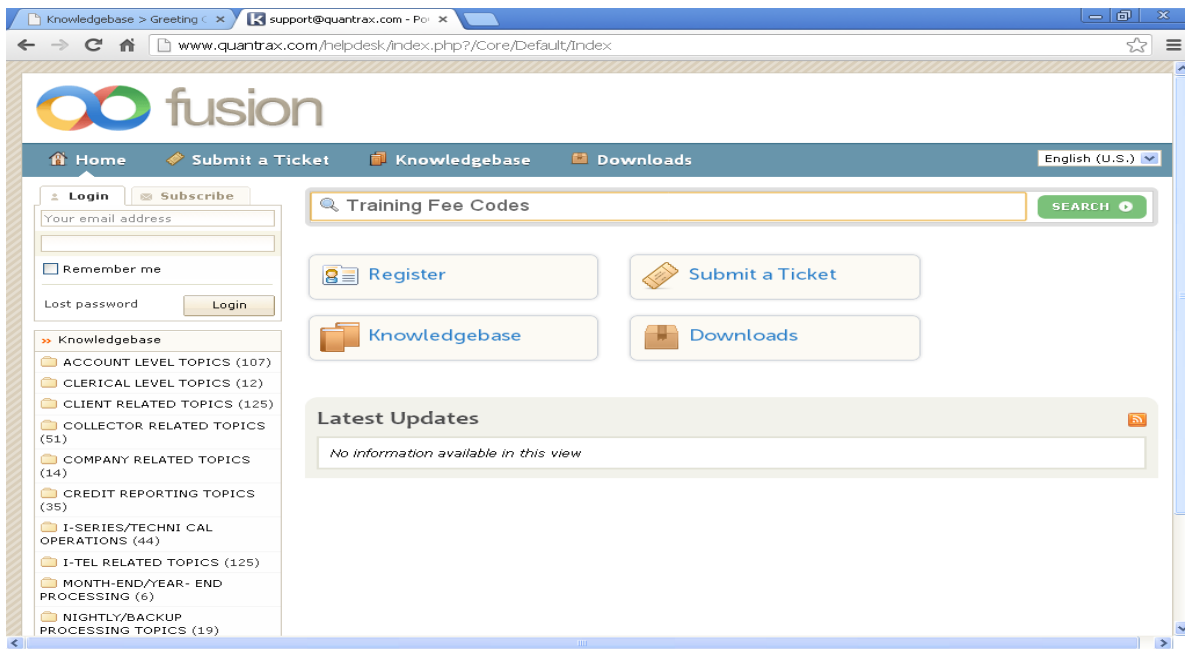 Knowledgebase > Greeting C
support@quantrax.com - Po
www.quantrax.com/helpdesk/index.php?/Core/Default/Index
fusion
Home
Submit a Ticket
Knowledgebase
Downloads
English (U.S.)
Login
Subscribe
Your email address
Remember me
Lost password
Login
Training Fee Codes
SEARCH
Register
Submit a Ticket
Knowledgebase
Downloads
» Knowledgebase
ACCOUNT LEVEL TOPICS (107)
CLERICAL LEVEL TOPICS (12)
CLIENT RELATED TOPICS (125)
COLLECTOR RELATED TOPICS
(51)
COMPANY RELATED TOPICS
(14)
CREDIT REPORTING TOPICS
(35)
I-SERIES/TECHNI CAL
OPERATIONS (44)
I-TEL RELATED TOPICS (125)
MONTH-END/YEAR- END
PROCESSING (6)
NIGHTLY/BACKUP
PROCESSING TOPICS (19)
Latest Updates
No information available in this view